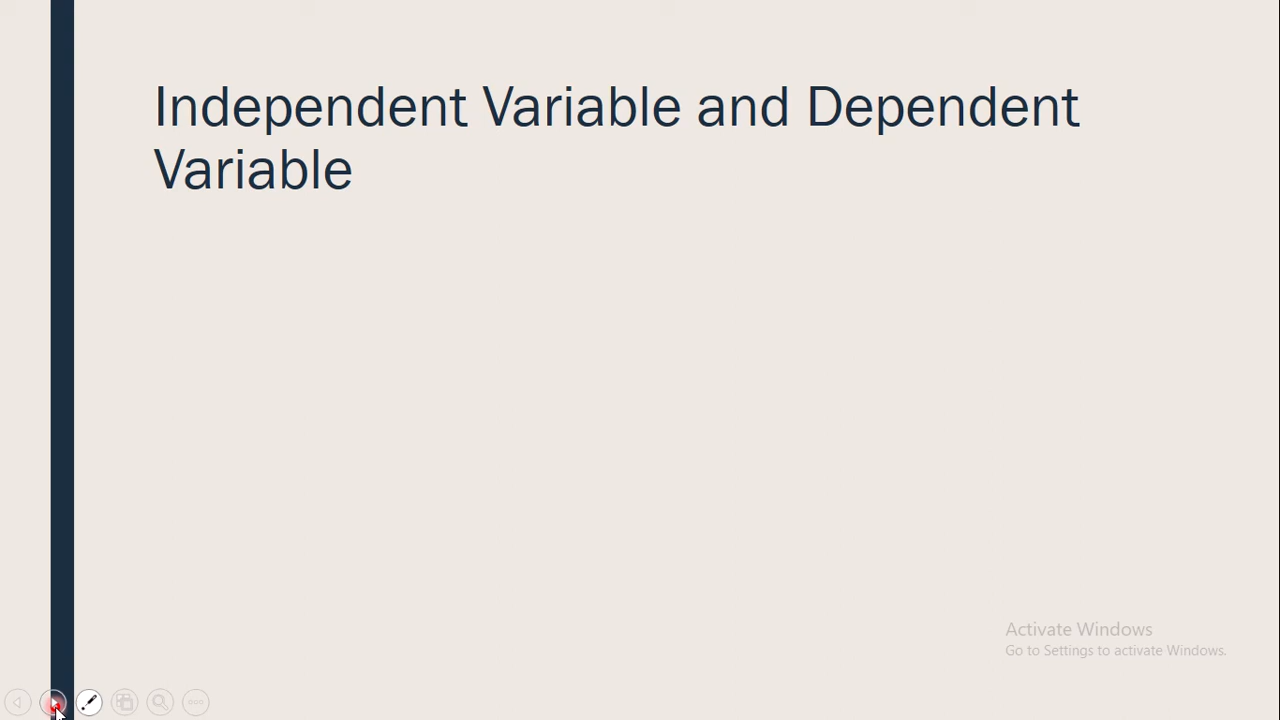 Independent Variable and Dependent
Variable
Activate Windows
Go to Settings to activate Windows.